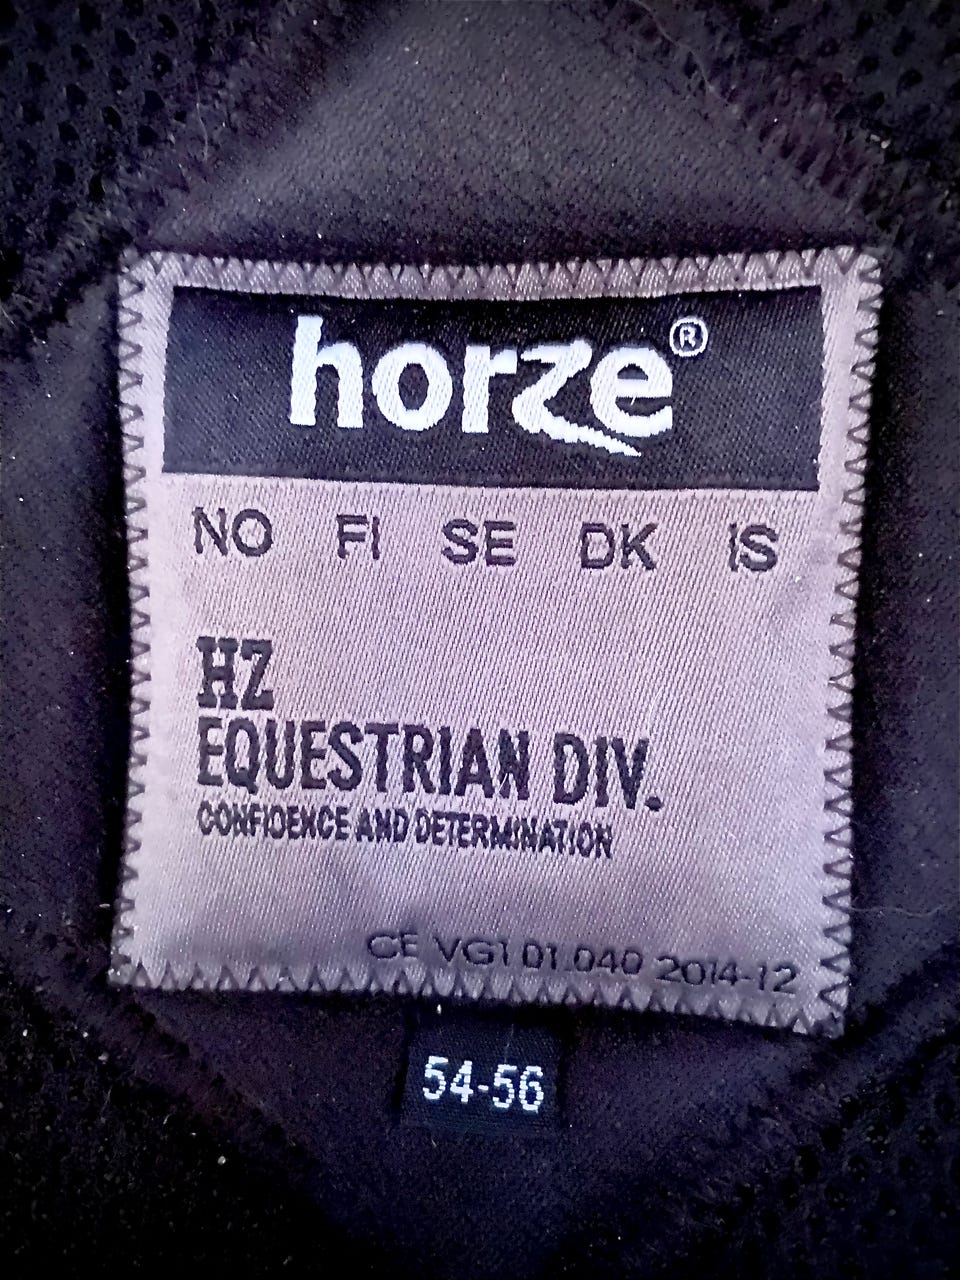 horze®
NO FI SE DK IS
HZ
EQUESTRIAN DIV.
CONFIDENCE AND DETERMINATION
CE VG1 01.040 2014-12
54-56